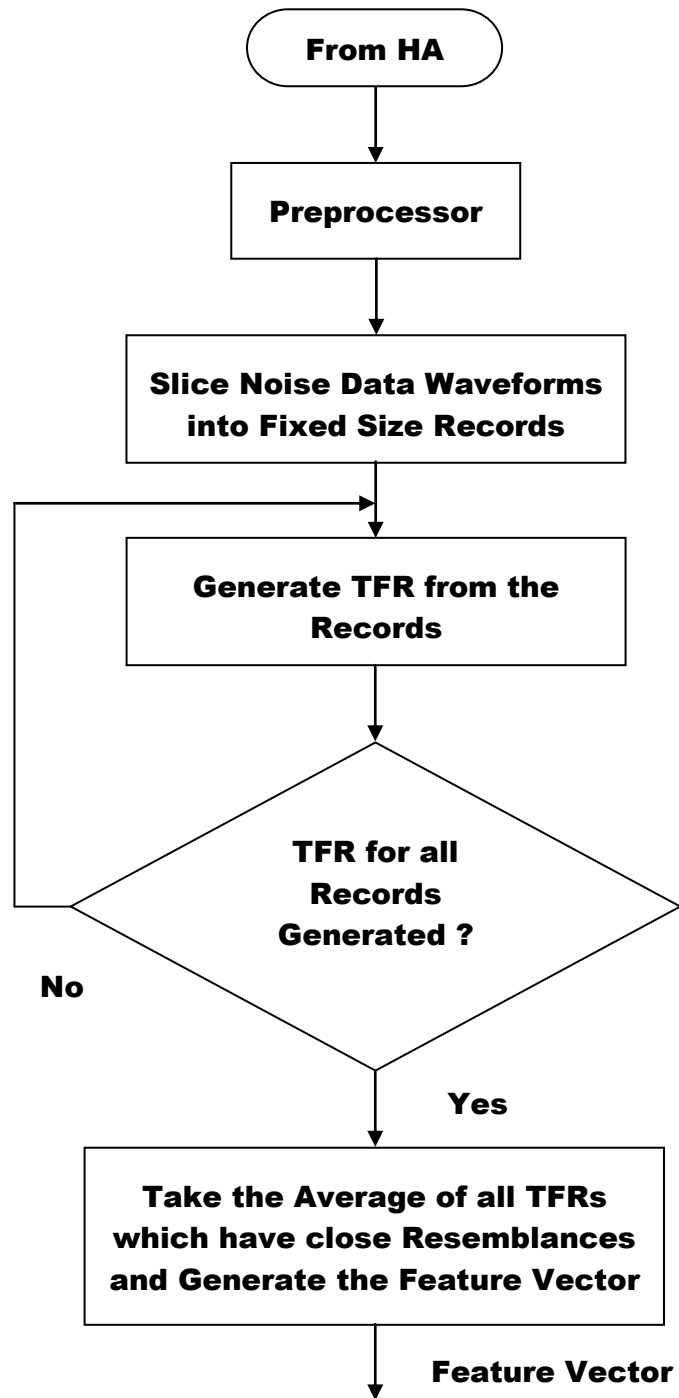 From HA
Preprocessor
Slice Noise Data Waveforms
into Fixed Size Records
Generate TFR from the
Records
TFR for all
Records
Generated ?
No
Yes
Take the Average of all TFRs
which have close Resemblances
and Generate the Feature Vector
Feature Vector